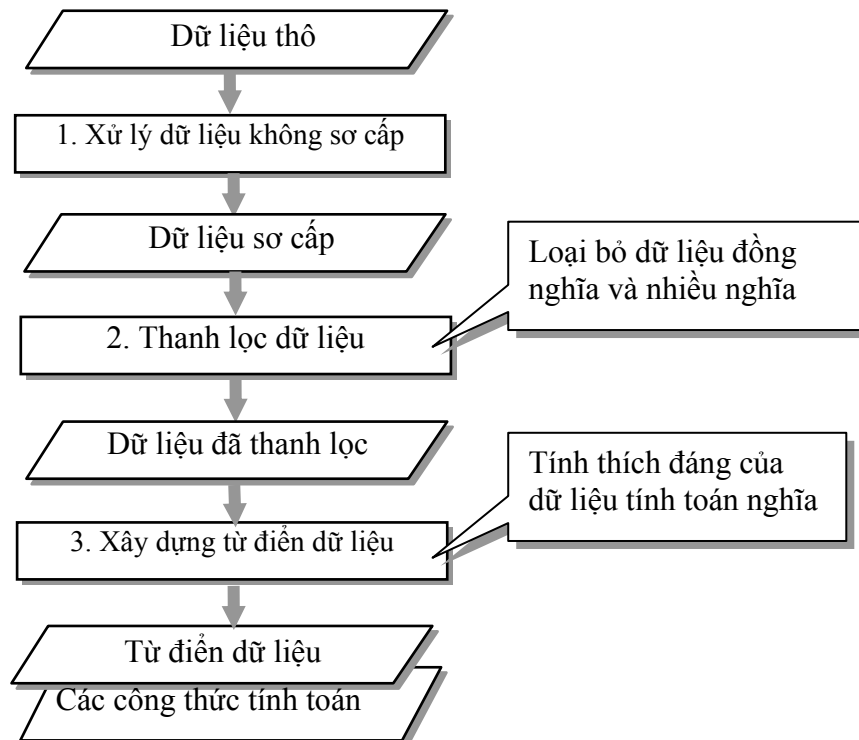 Dữ liệu thô
1. Xử lý dữ liệu không sơ cấp
Dữ liệu sơ cấp
Loại bỏ dữ liệu đồng
nghĩa và nhiều nghĩa
2. Thanh lọc dữ liệu
Dữ liệu đã thanh lọc
Tính thích đáng của
dữ liệu tính toán nghĩa
3. Xây dựng từ điển dữ liệu
Từ điển dữ liệu
Các công thức tính toán